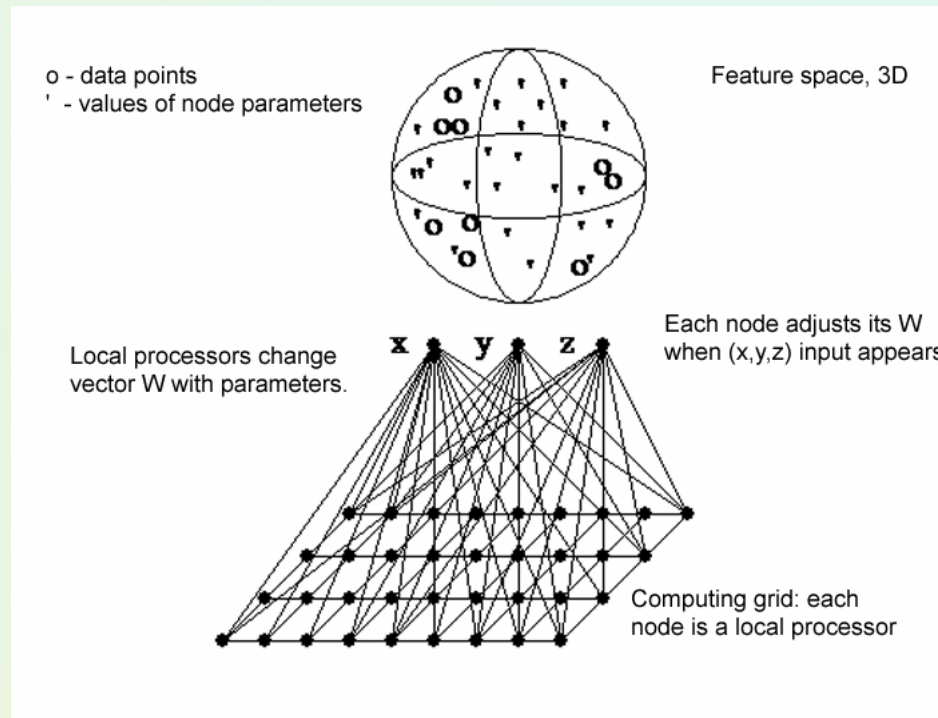 o - data points
' - values of node parameters
Feature space, 3D
x y z
Local processors change
vector W with parameters.
Each node adjusts its W
when (x,y,z) input appears
Computing grid: each
node is a local processor